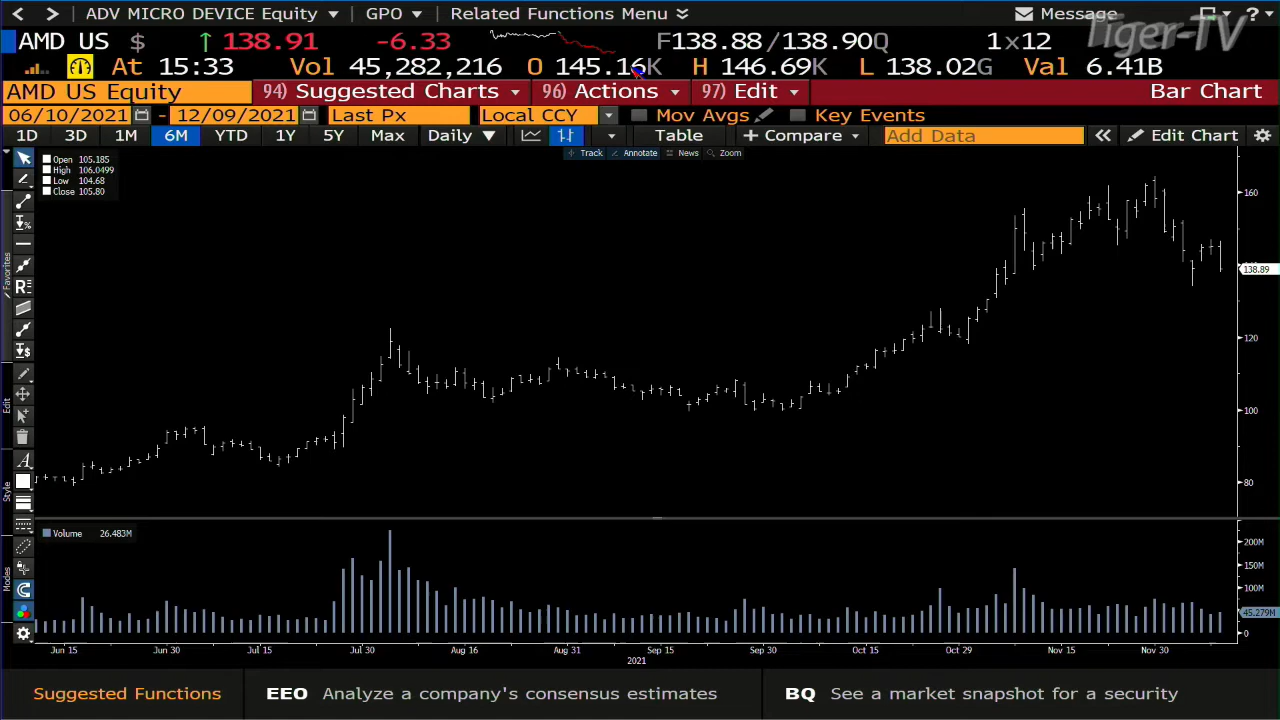 ADV MICRO DEVICE Equity GPO Related Functions Menu Message ?
Tiger-TV
AMD US $ 138.91 -6.33 F138.88/138.90Q 1x12
At 15:33 Vol 45,282,216 O 145.16K H 146.69K L 138.02G Val 6.41B
AMD US Equity 94) Suggested Charts 96) Actions 97) Edit Bar Chart
06/10/2021 - 12/09/2021 Last Px Local CCY Mov Avgs Key Events
1D 3D 1M 6M YTD 1Y 5Y Max Daily Table + Compare Add Data Edit Chart
Track Annotate News Zoom
Open 105.185
High 106.0499
Low 104.68
Close 105.80
Favorites
Edit
Style
Modes
160
138.89
120
100
80
Volume 26.483M
200M
150M
100M
45.279M
0
Jun 15 Jun 30 Jul 15 Jul 30 Aug 16 Aug 31 Sep 15 Sep 30 Oct 15 Oct 29 Nov 15 Nov 30
2021
Suggested Functions EEO Analyze a company's consensus estimates BQ See a market snapshot for a security